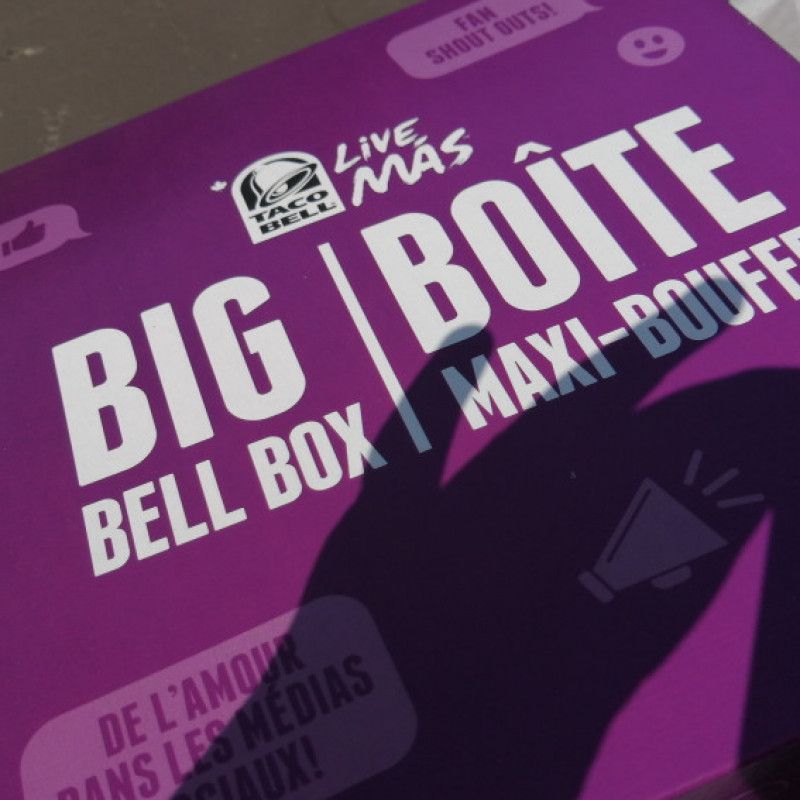 FAN
SHOUT OUTS!
LIVE
MÁS
TACO
BELL
BIG
BELL BOX
BOÎTE
MAXI-BOUFFE
DE L'AMOUR
DANS LES MÉDIAS
SOCIAUX!